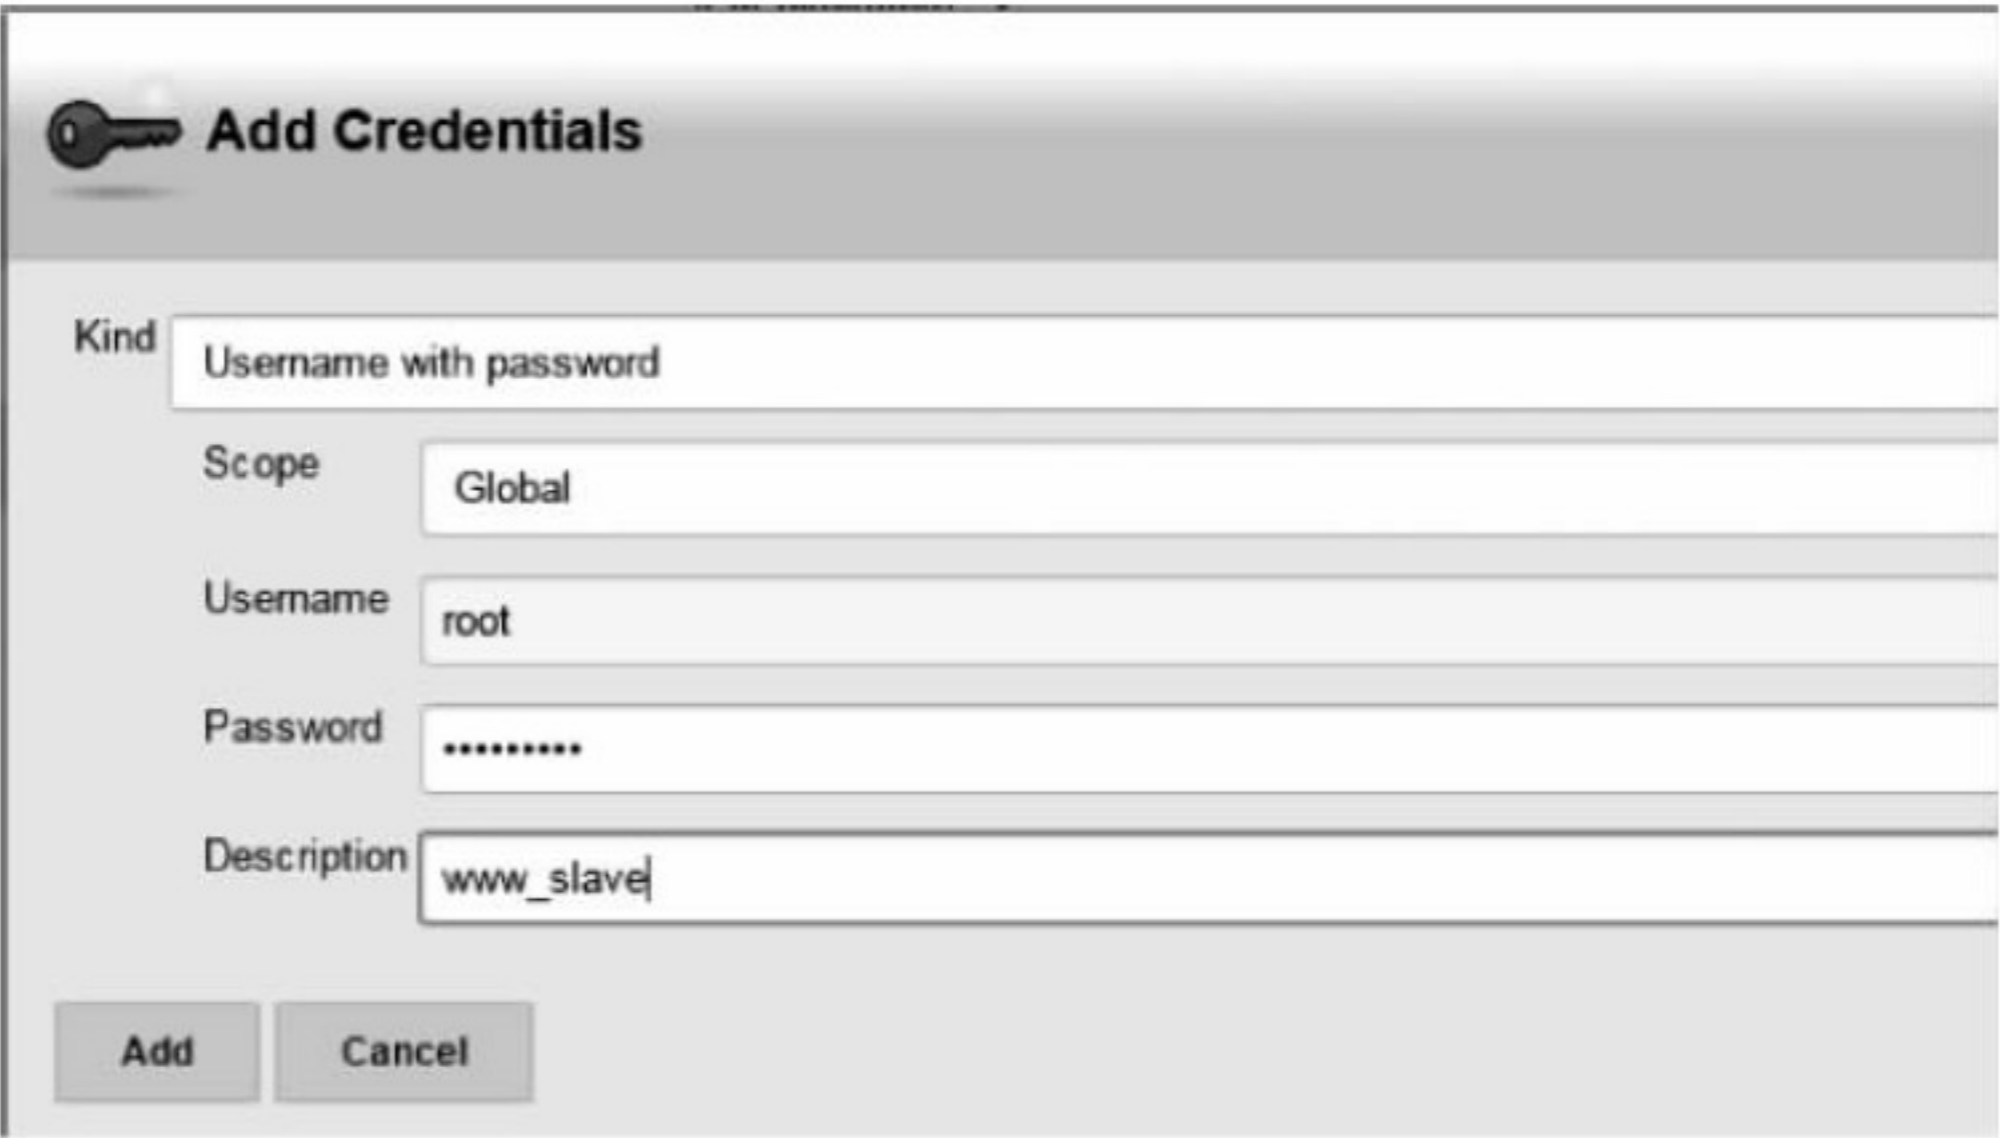 Add Credentials
Kind
Username with password
Scope
Global
Username
root
Password
•••••••••
Description
www_slave
Add
Cancel